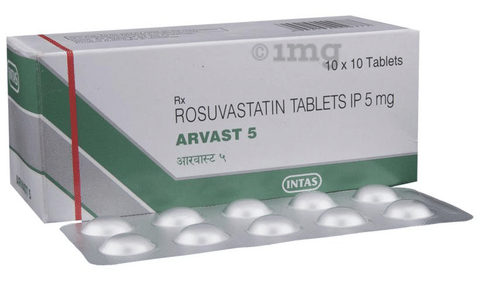 © 1mg
10 x 10 Tablets
Rx
ROSUVASTATIN TABLETS IP 5 mg
ARVAST 5
आरवास्ट ५
INTAS
INTAS
ARVAST 5